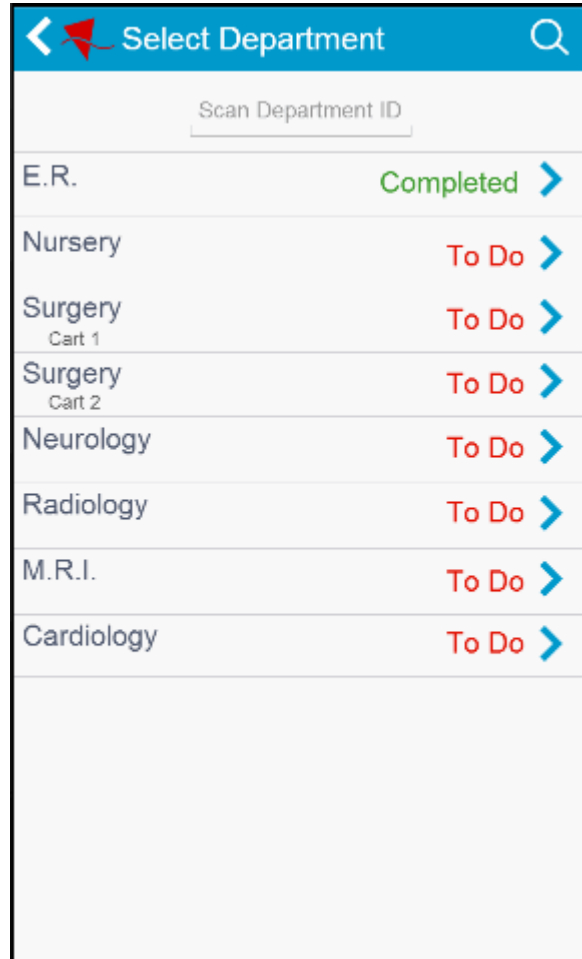 Select Department
Scan Department ID
E.R.
Completed
Nursery
To Do
Surgery
Cart 1
To Do
Surgery
Cart 2
To Do
Neurology
To Do
Radiology
To Do
M.R.I.
To Do
Cardiology
To Do